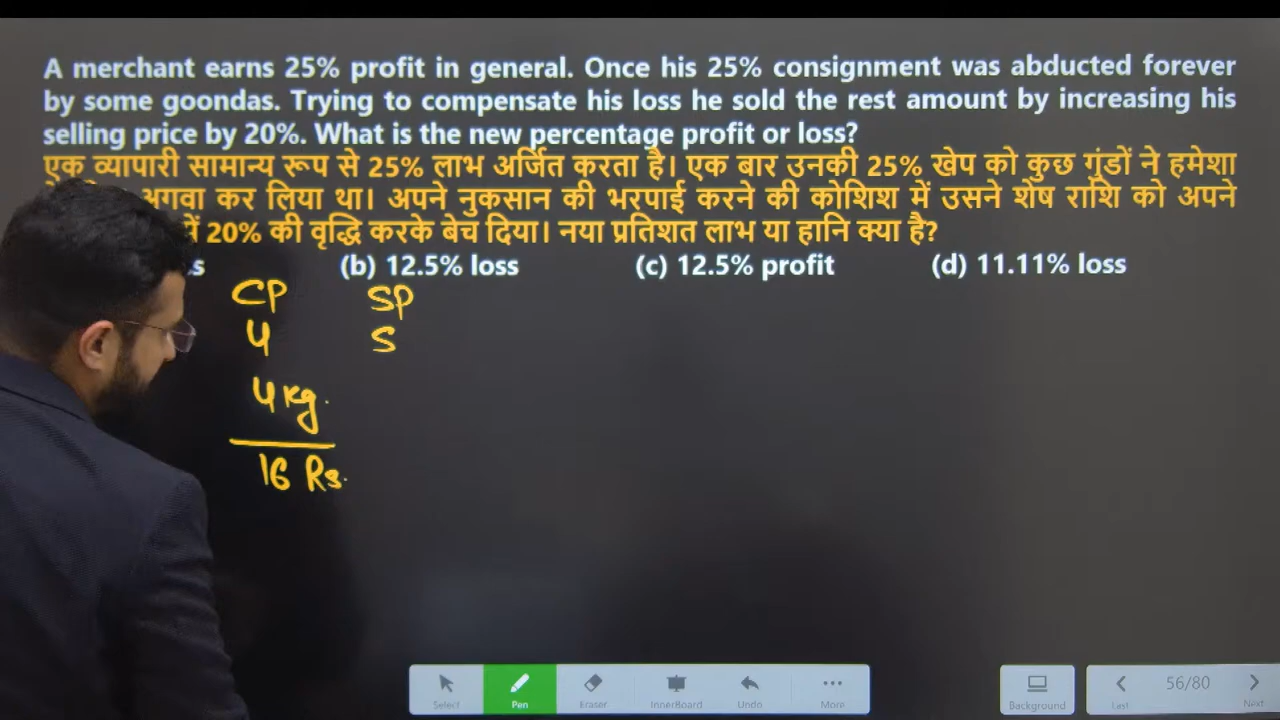 A merchant earns 25% profit in general. Once his 25% consignment was abducted forever
by some goondas. Trying to compensate his loss he sold the rest amount by increasing his
selling price by 20%. What is the new percentage profit or loss?
एक व्यापारी सामान्य रूप से 25% लाभ अर्जित करता है। एक बार उनकी 25% खेप को कुछ गुंडों ने हमेशा
अगवा कर लिया था। अपने नुकसान की भरपाई करने की कोशिश में उसने शेष राशि को अपने
में 20% की वृद्धि करके बेच दिया। नया प्रतिशत लाभ या हानि क्या है?
(b) 12.5% loss (c) 12.5% profit (d) 11.11% loss
CP SP
4 5
4 kg.
16 Rs.
Select Pen Eraser InnerBoard Undo More Background Last 56/80 Next